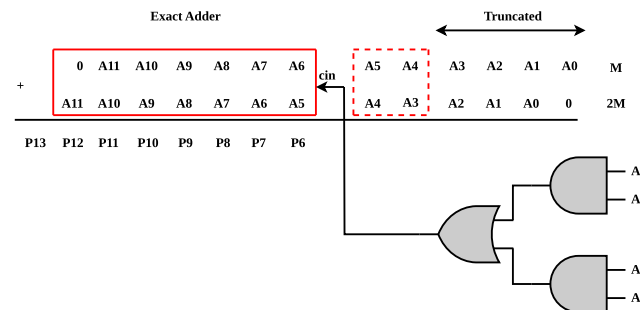 Exact Adder Truncated
0 A11 A10 A9 A8 A7 A6 A5 A4 A3 A2 A1 A0 M
cin
+
A11 A10 A9 A8 A7 A6 A5 A4 A3 A2 A1 A0 0 2M
P13 P12 P11 P10 P9 P8 P7 P6
A
A
A
A